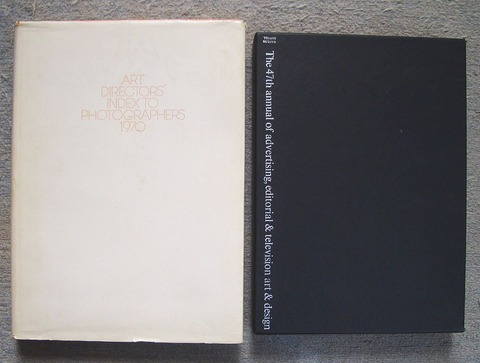 ART
DIRECTORS'
INDEX TO
PHOTOGRAPHERS
1970
The 47th annual of advertising, editorial & television art & design